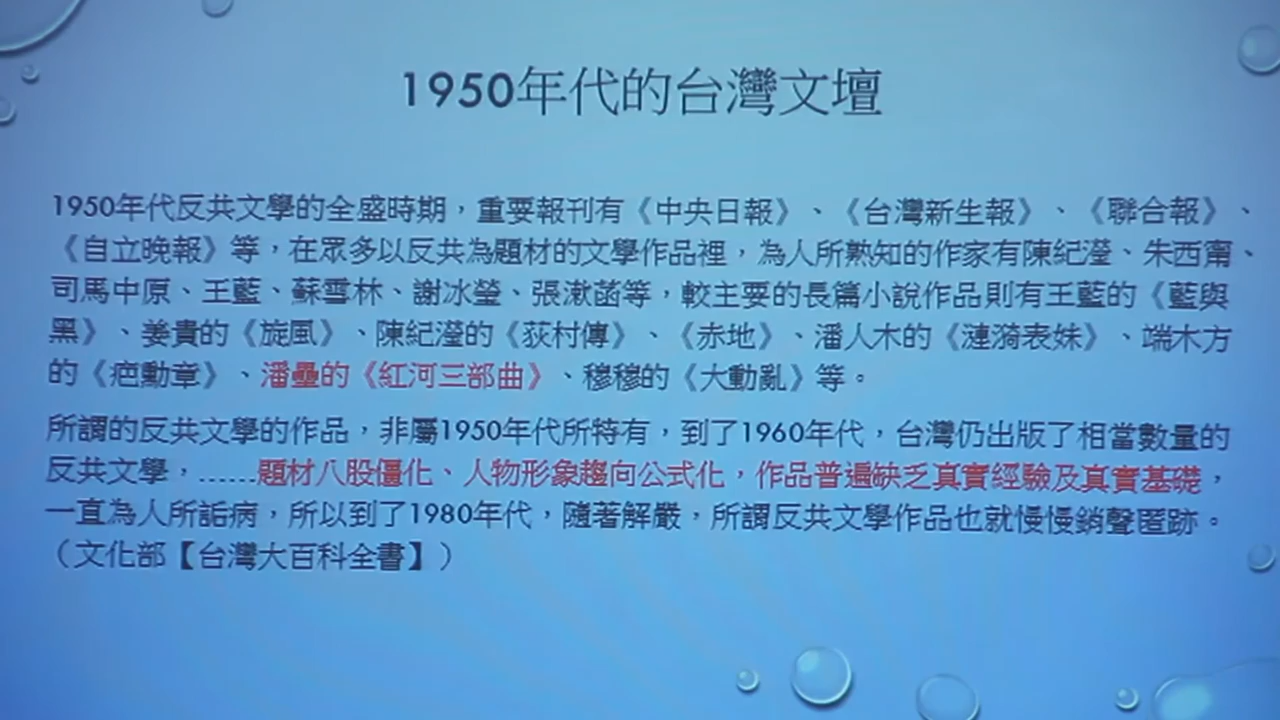 1950年代的台灣文壇
1950年代反共文學的全盛時期，重要報刊有《中央日報》、《台灣新生報》、《聯合報》、
《自立晚報》等，在眾多以反共為題材的文學作品裡，為人所熟知的作家有陳紀瀅、朱西甯、
司馬中原、王藍、蘇雪林、謝冰瑩、張漱菡等，較主要的長篇小說作品則有王藍的《藍與
黑》、姜貴的《旋風》、陳紀瀅的《荻村傳》、《赤地》、潘人木的《漣漪表妹》、端木方
的《疤勳章》、潘壘的《紅河三部曲》、穆穆的《大動亂》等。
所謂的反共文學的作品，非屬1950年代所特有，到了1960年代，台灣仍出版了相當數量的
反共文學，……題材八股僵化、人物形象趨向公式化，作品普遍缺乏真實經驗及真實基礎，
一直為人所詬病，所以到了1980年代，隨著解嚴，所謂反共文學作品也就慢慢銷聲匿跡。
（文化部【台灣大百科全書】）